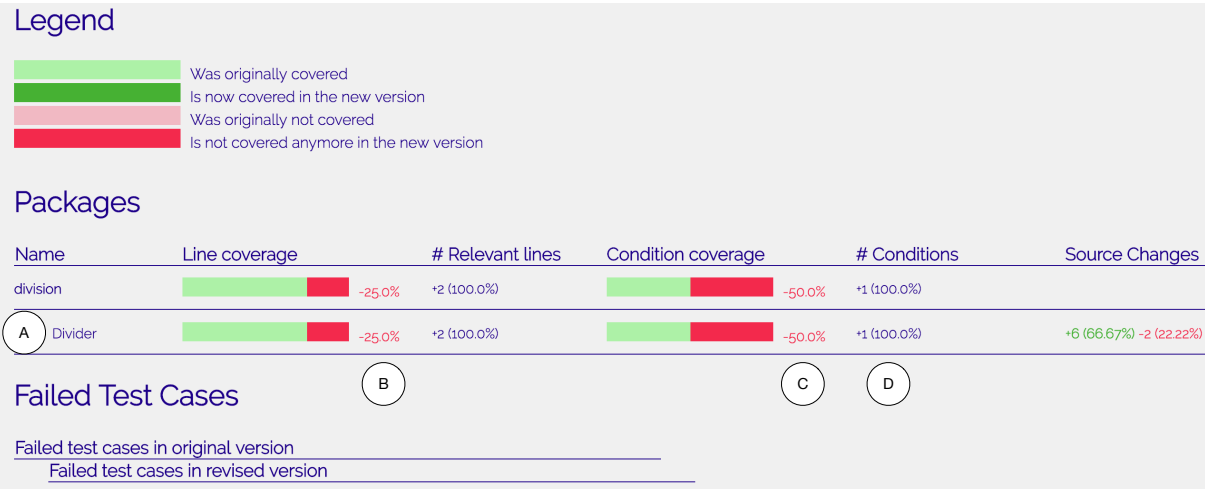 Legend
Was originally covered
Is now covered in the new version
Was originally not covered
Is not covered anymore in the new version
Packages
Name Line coverage # Relevant lines Condition coverage # Conditions Source Changes
division -25.0% +2 (100.0%) -50.0% +1 (100.0%)
A Divider -25.0% +2 (100.0%) -50.0% +1 (100.0%) +6 (66.67%) -2 (22.22%)
B C D
Failed Test Cases
Failed test cases in original version
Failed test cases in revised version